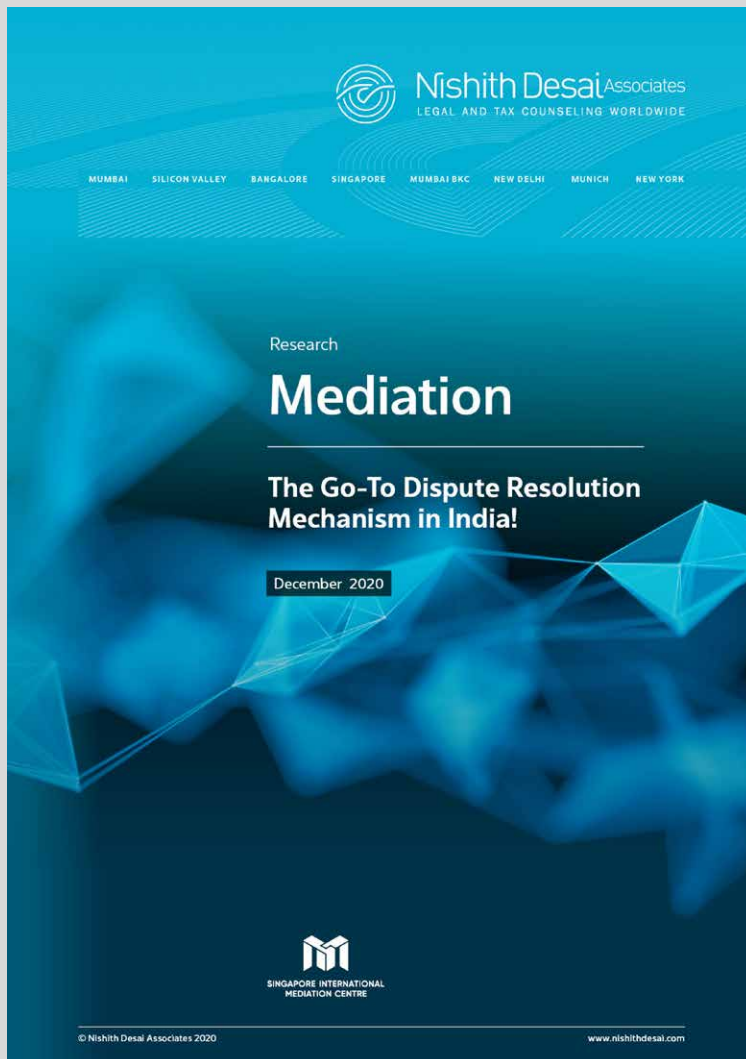 Nishith Desai Associates
LEGAL AND TAX COUNSELING WORLDWIDE
MUMBAI SILICON VALLEY BANGALORE SINGAPORE MUMBAI BKC NEW DELHI MUNICH NEW YORK
Research
Mediation
The Go-To Dispute Resolution
Mechanism in India!
December 2020
SINGAPORE INTERNATIONAL
MEDIATION CENTRE
© Nishith Desai Associates 2020 www.nishithdesai.com